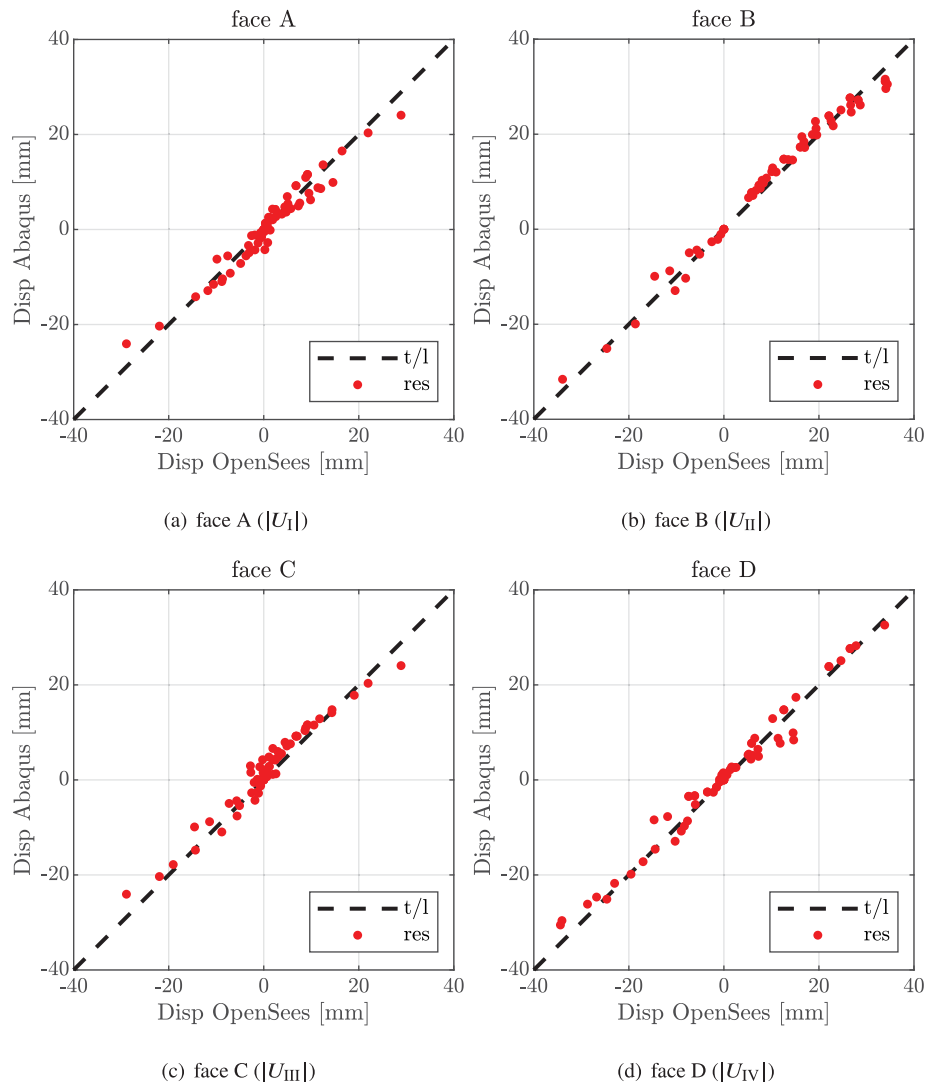 face A
face B
40
20
0
-20
-40
-40
-20
0
20
40
Disp Abaqus [mm]
Disp OpenSees [mm]
t/l
res
40
20
0
-20
-40
-40
-20
0
20
40
Disp Abaqus [mm]
Disp OpenSees [mm]
t/l
res
(a) face A (|U_I|)
(b) face B (|U_II|)
face C
face D
40
20
0
-20
-40
-40
-20
0
20
40
Disp Abaqus [mm]
Disp OpenSees [mm]
t/l
res
40
20
0
-20
-40
-40
-20
0
20
40
Disp Abaqus [mm]
Disp OpenSees [mm]
t/l
res
(c) face C (|U_III|)
(d) face D (|U_IV|)